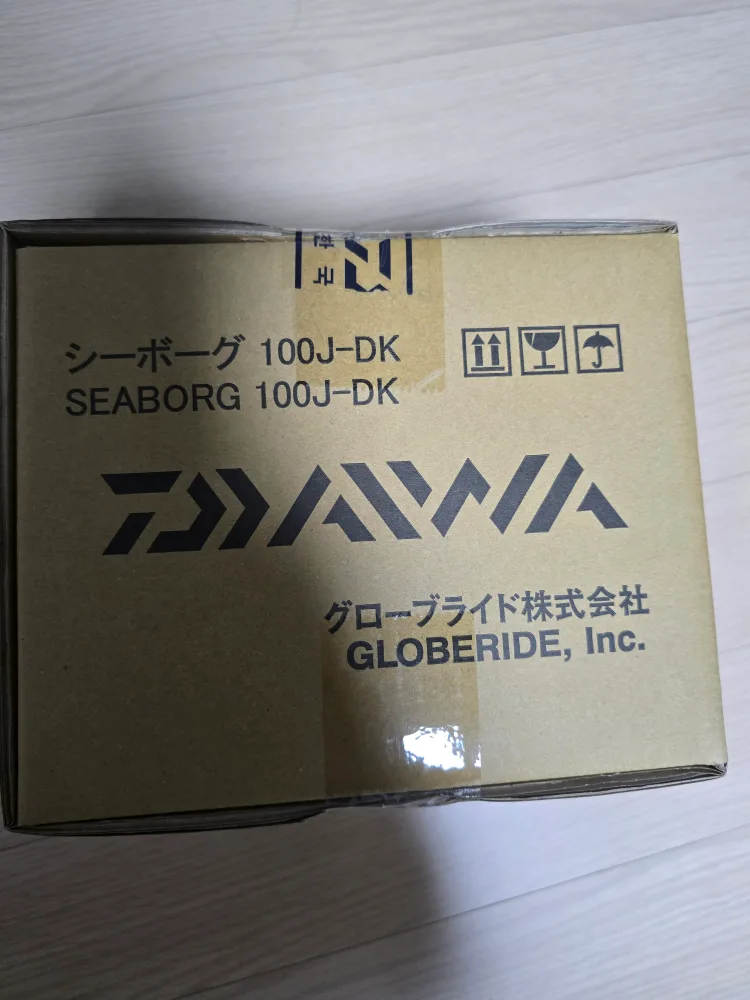 シーボーグ 100J-DK
SEABORG 100J-DK
DAIWA
グローブライド株式会社
GLOBERIDE, Inc.